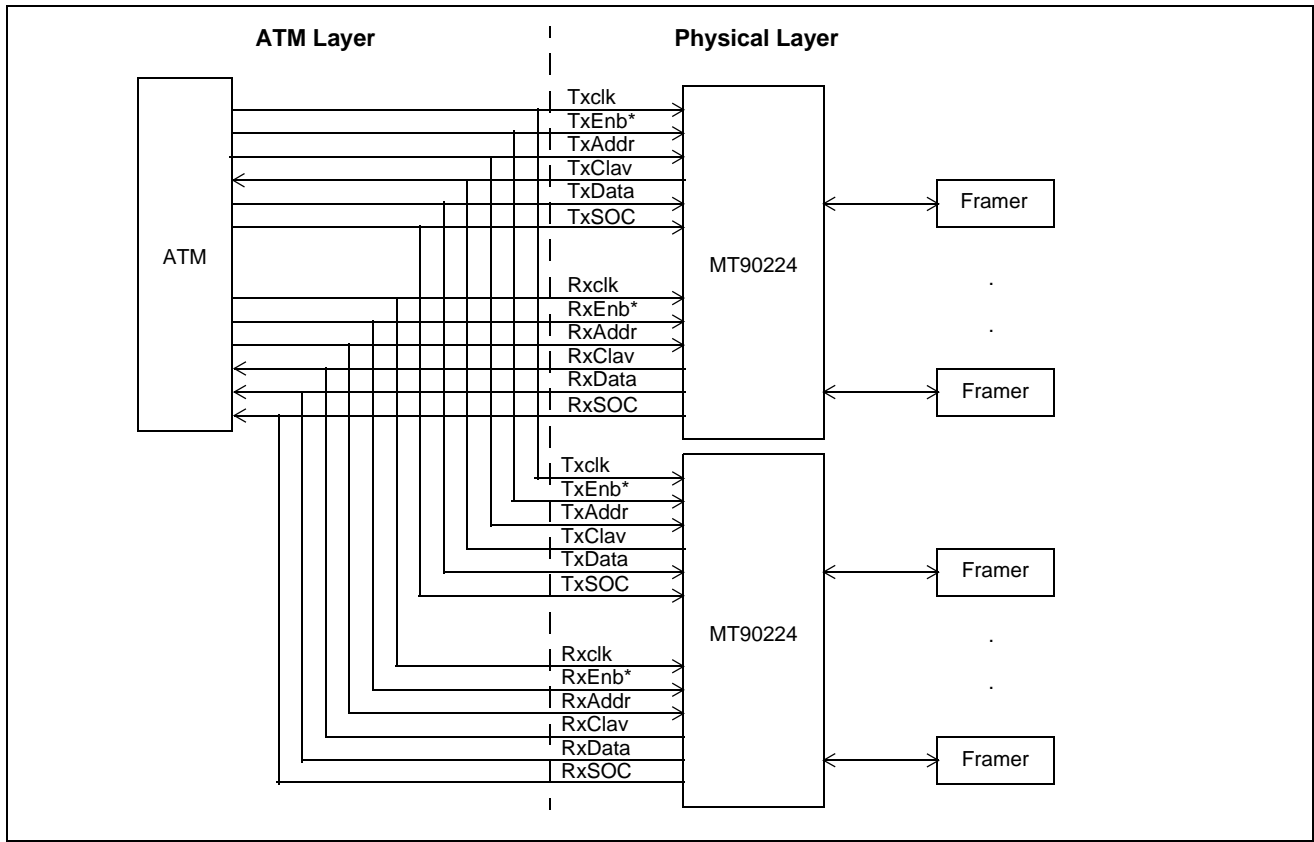 ATM Layer
Physical Layer
ATM
Txclk
TxEnb*
TxAddr
TxClav
TxData
TxSOC
Rxclk
RxEnb*
RxAddr
RxClav
RxData
RxSOC
MT90224
Framer
.
.
Framer
Txclk
TxEnb*
TxAddr
TxClav
TxData
TxSOC
Rxclk
RxEnb*
RxAddr
RxClav
RxData
RxSOC
MT90224
Framer
.
.
Framer